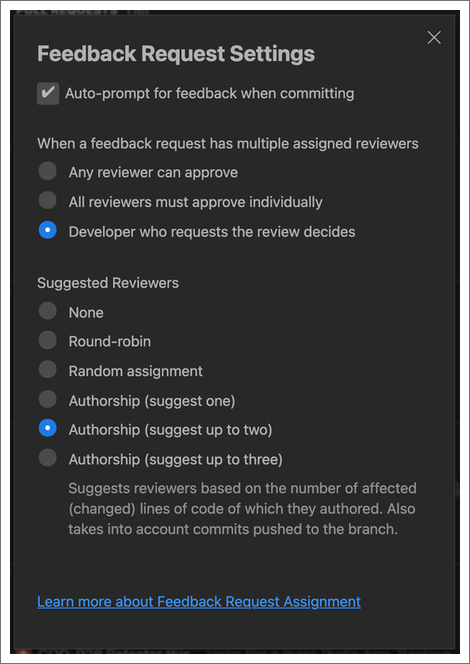 Feedback Request Settings
Auto-prompt for feedback when committing
When a feedback request has multiple assigned reviewers
Any reviewer can approve
All reviewers must approve individually
Developer who requests the review decides
Suggested Reviewers
None
Round-robin
Random assignment
Authorship (suggest one)
Authorship (suggest up to two)
Authorship (suggest up to three)
Suggests reviewers based on the number of affected
(changed) lines of code of which they authored. Also
takes into account commits pushed to the branch.
Learn more about Feedback Request Assignment